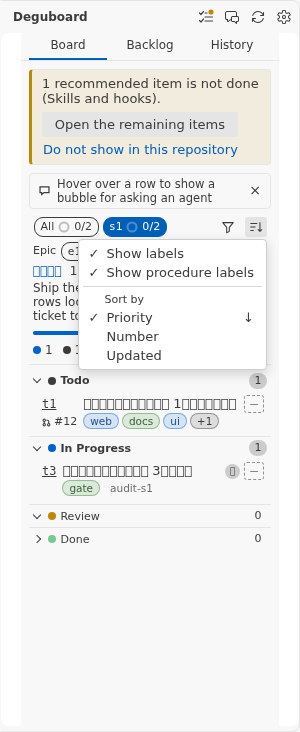 Deguboard
Board
Backlog
History
1 recommended item is not done
(Skills and hooks).
Open the remaining items
Do not show in this repository
Hover over a row to show a
bubble for asking an agent
All 0/2
s1 0/2
Epic
Show labels
Show procedure labels
Sort by
Priority
Number
Updated
Ship the
rows loc
ticket to
1
Todo 1
t1
#12 web docs ui +1
In Progress 1
t3
gate audit-s1
Review 0
Done 0